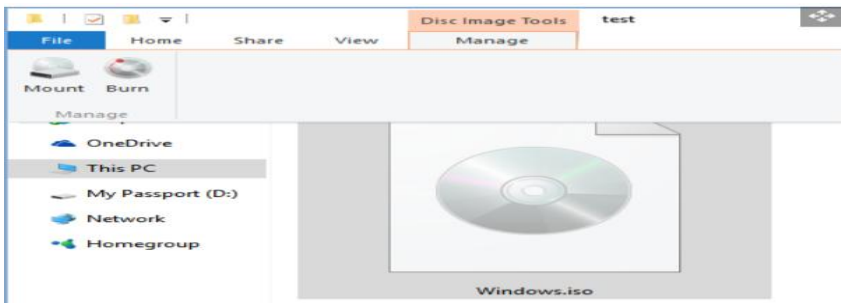 Disc Image Tools test
File Home Share View Manage
Mount Burn
Manage
OneDrive
This PC
My Passport (D:)
Network
Homegroup
Windows.iso